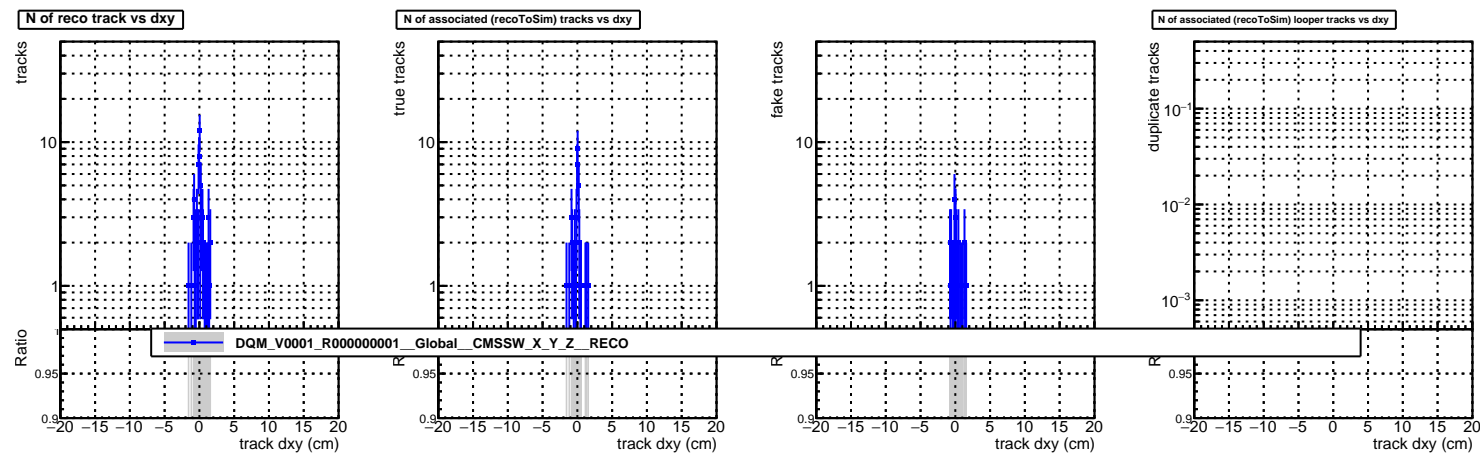 N of reco track vs dxy
N of associated (recoToSim) tracks vs dxy
N of associated (recoToSim) looper tracks vs dxy
tracks
10
1
Ratio
0.95
0.9
−20 −15 −10 −5 0 5 10 15 20
track dxy (cm)
true tracks
10
1
R
0.95
0.9
−20 −15 −10 −5 0 5 10 15 20
track dxy (cm)
fake tracks
10
1
R
0.95
0.9
−20 −15 −10 −5 0 5 10 15 20
track dxy (cm)
duplicate tracks
10−1
10−2
10−3
R
0.95
0.9
−20 −15 −10 −5 0 5 10 15 20
track dxy (cm)
DQM_V0001_R000000001__Global__CMSSW_X_Y_Z__RECO